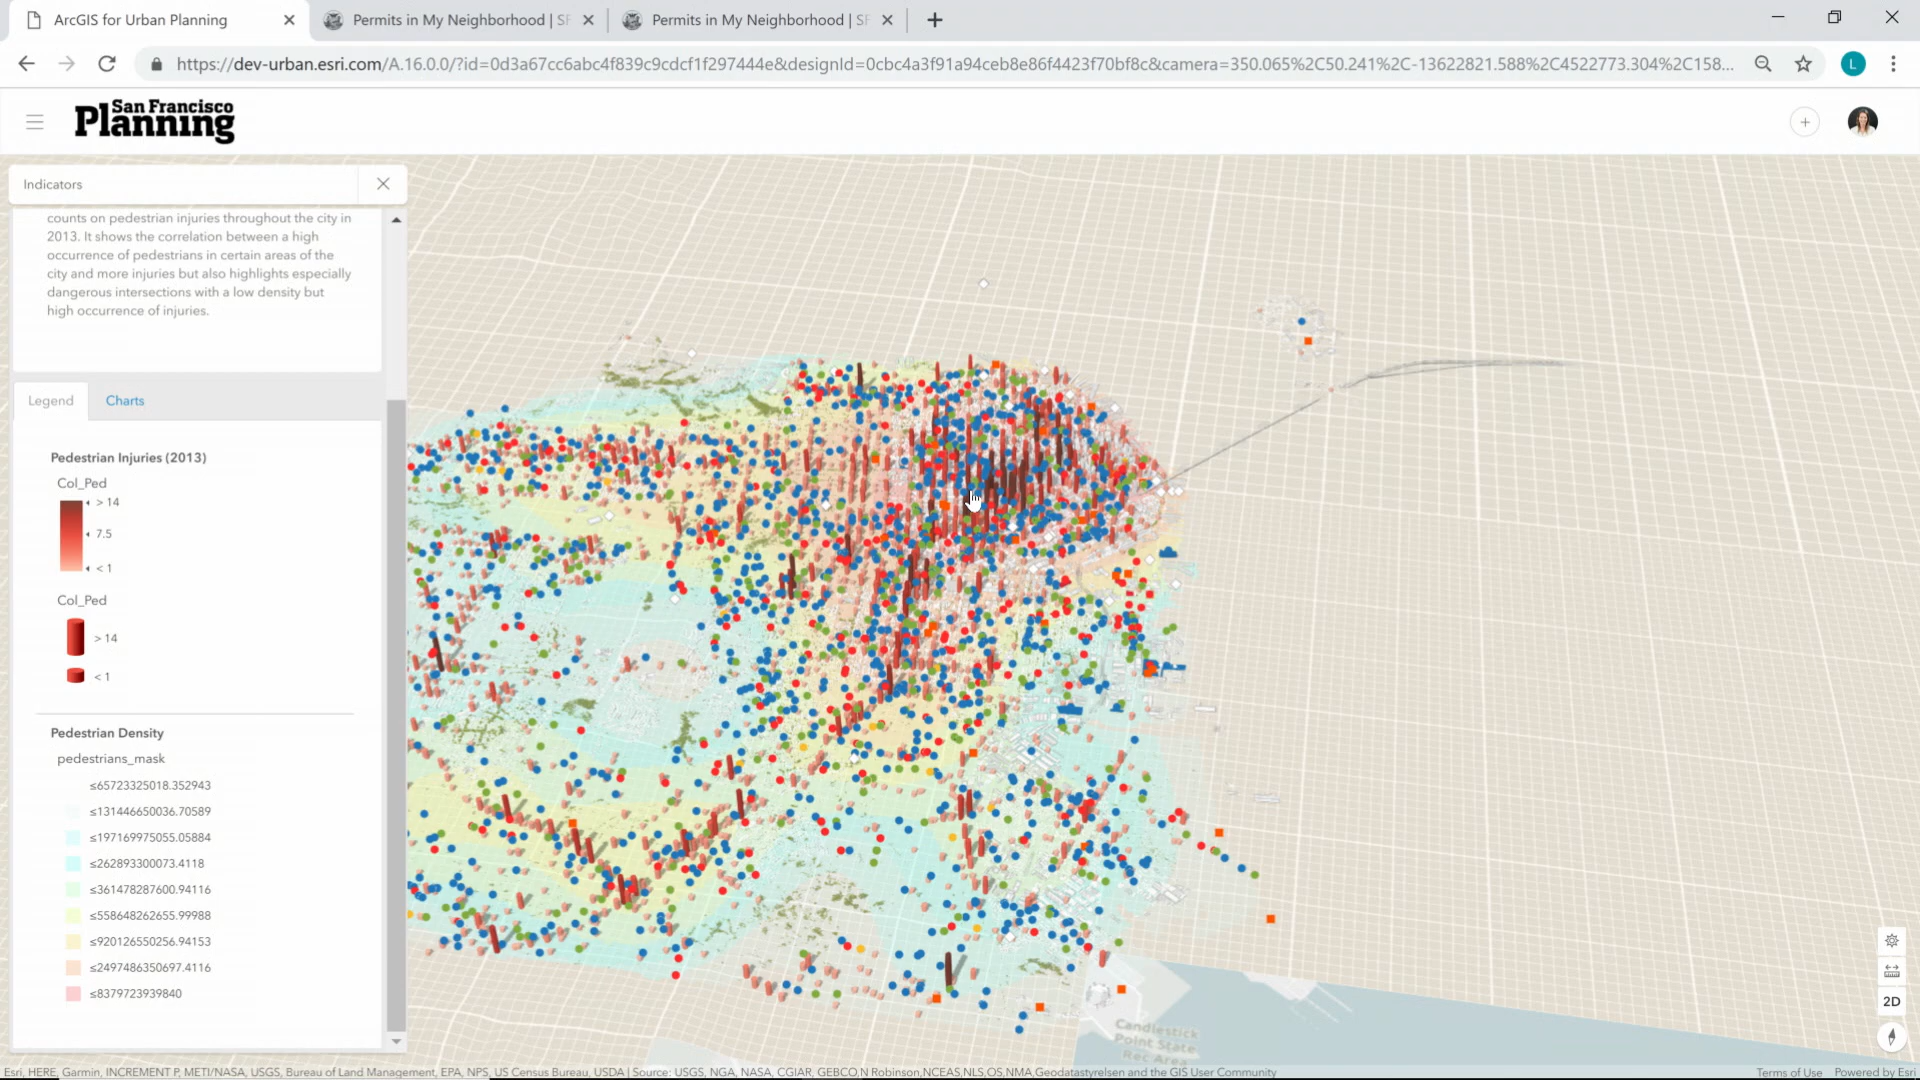 ArcGIS for Urban Planning
Permits in My Neighborhood | SF
Permits in My Neighborhood | SF
https://dev-urban.esri.com/A.16.0.0/?id=0d3a67cc6abc4f839c9cdcf1f297444e&designId=0cbc4a3f91a94ceb8e86f4423f70bf8c&camera=350.065%2C50.241%2C-13622821.588%2C4522773.304%2C158...
L
San Francisco
Planning
Indicators
counts on pedestrian injuries throughout the city in
2013. It shows the correlation between a high
occurrence of pedestrians in certain areas of the
city and more injuries but also highlights especially
dangerous intersections with a low density but
high occurrence of injuries.
Legend
Charts
Pedestrian Injuries (2013)
Col_Ped
> 14
7.5
< 1
Col_Ped
> 14
< 1
Pedestrian Density
pedestrians_mask
≤65723325018.352943
≤131446650036.70589
≤197169975055.05884
≤262893300073.4118
≤361478287600.94116
≤558648262655.99988
≤920126550256.94153
≤2497486350697.4116
≤8379723939840
2D
Candlestick
Point State
Rec Area
Esri, HERE, Garmin, INCREMENT P, METI/NASA, USGS, Bureau of Land Management, EPA, NPS, US Census Bureau, USDA | Source: USGS, NGA, NASA, CGIAR, GEBCO,N Robinson,NCEAS,NLS,OS,NMA,Geodatastyrelsen and the GIS User Community
Terms of Use
Powered by Esri